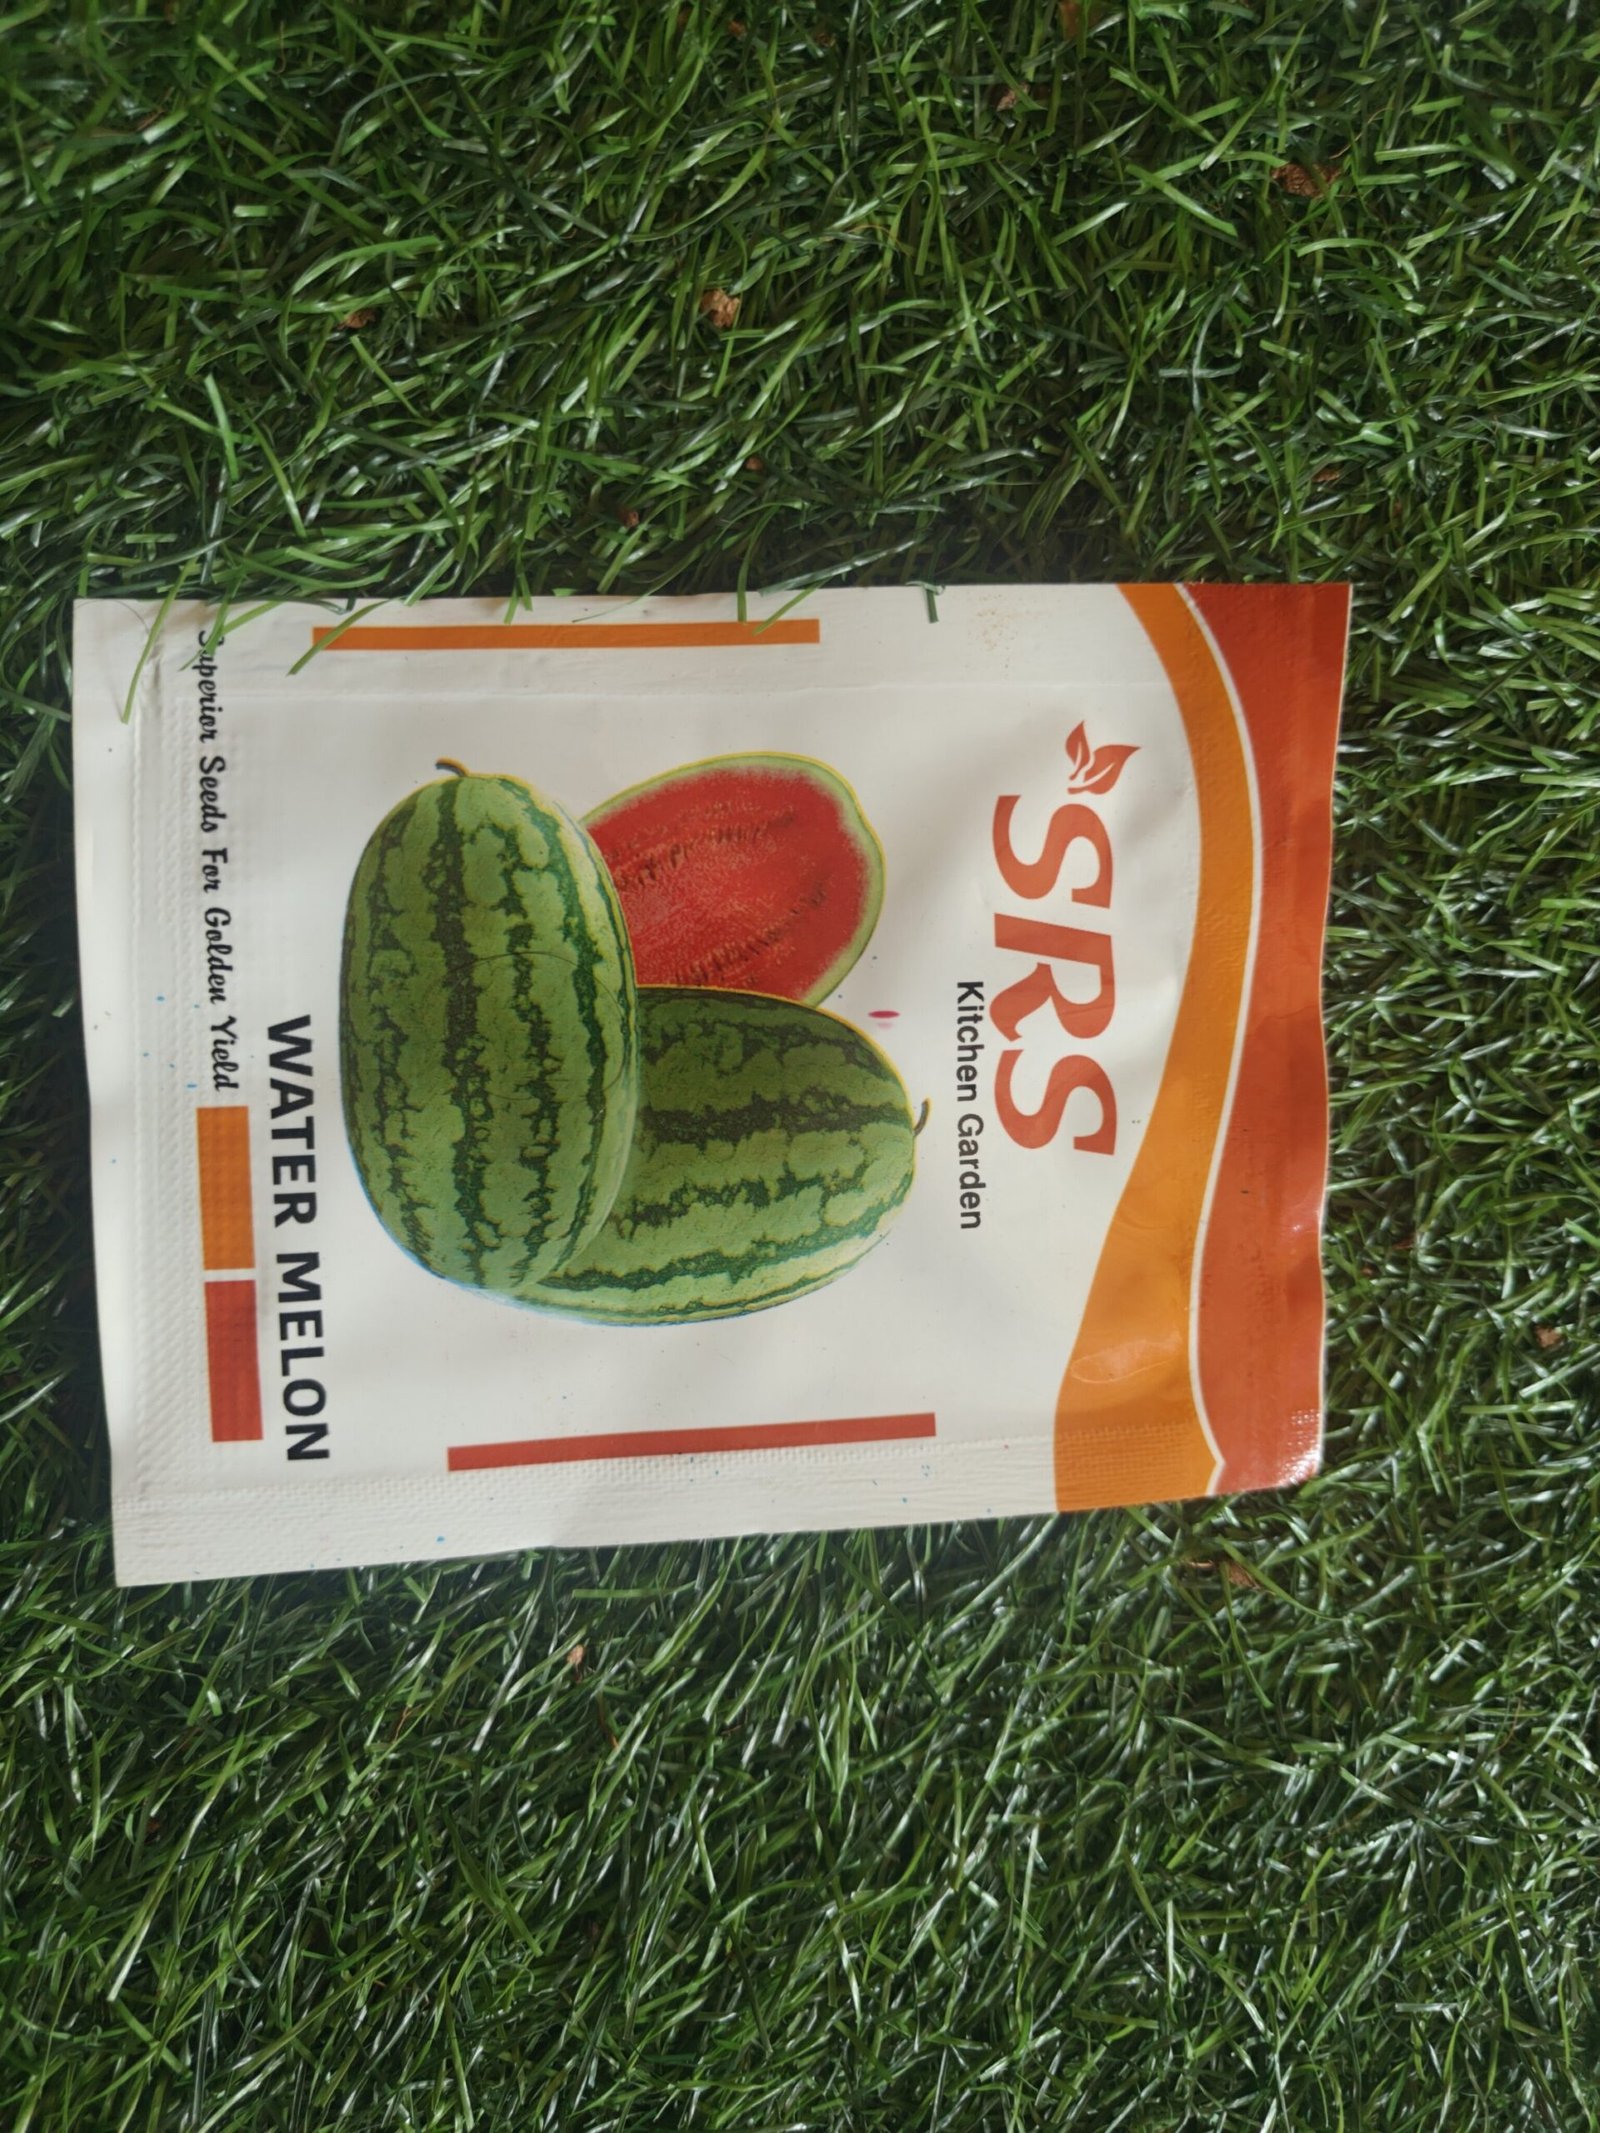 SRS
Kitchen Garden
WATER MELON
Superior Seeds For Golden Yield